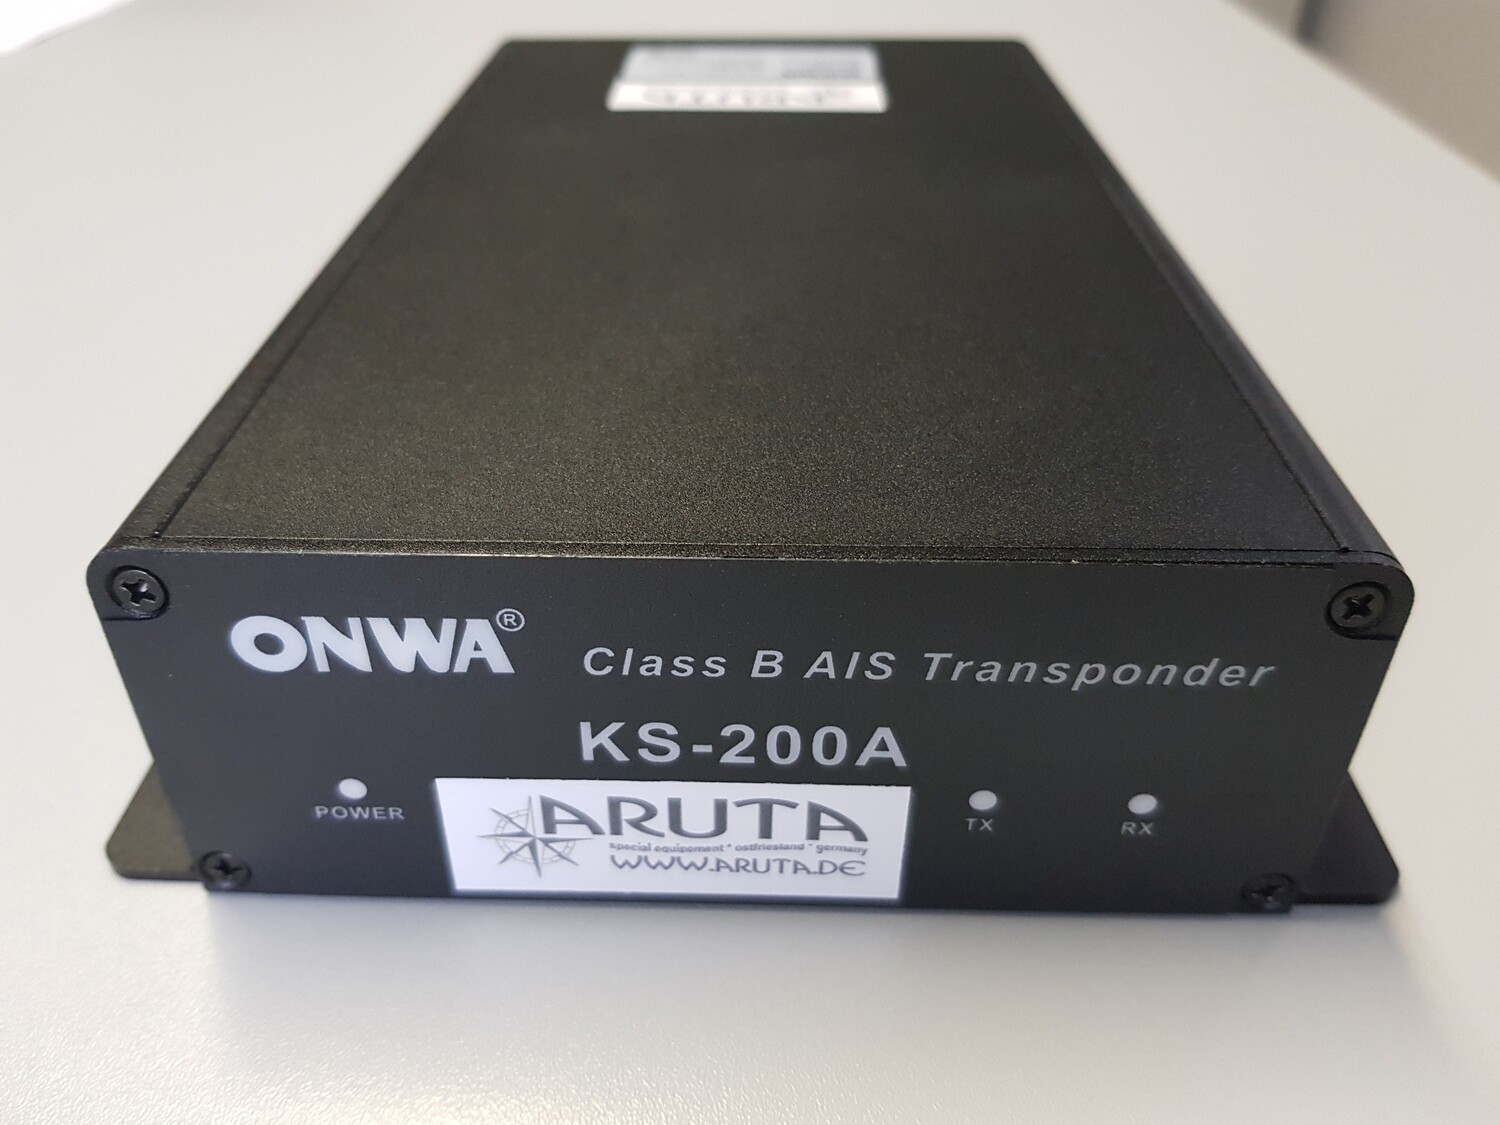 ONWA®
Class B AIS Transponder
KS-200A
POWER
ARUTA
special equipement * ostfriesland * germany
WWW.ARUTA.DE
TX
RX